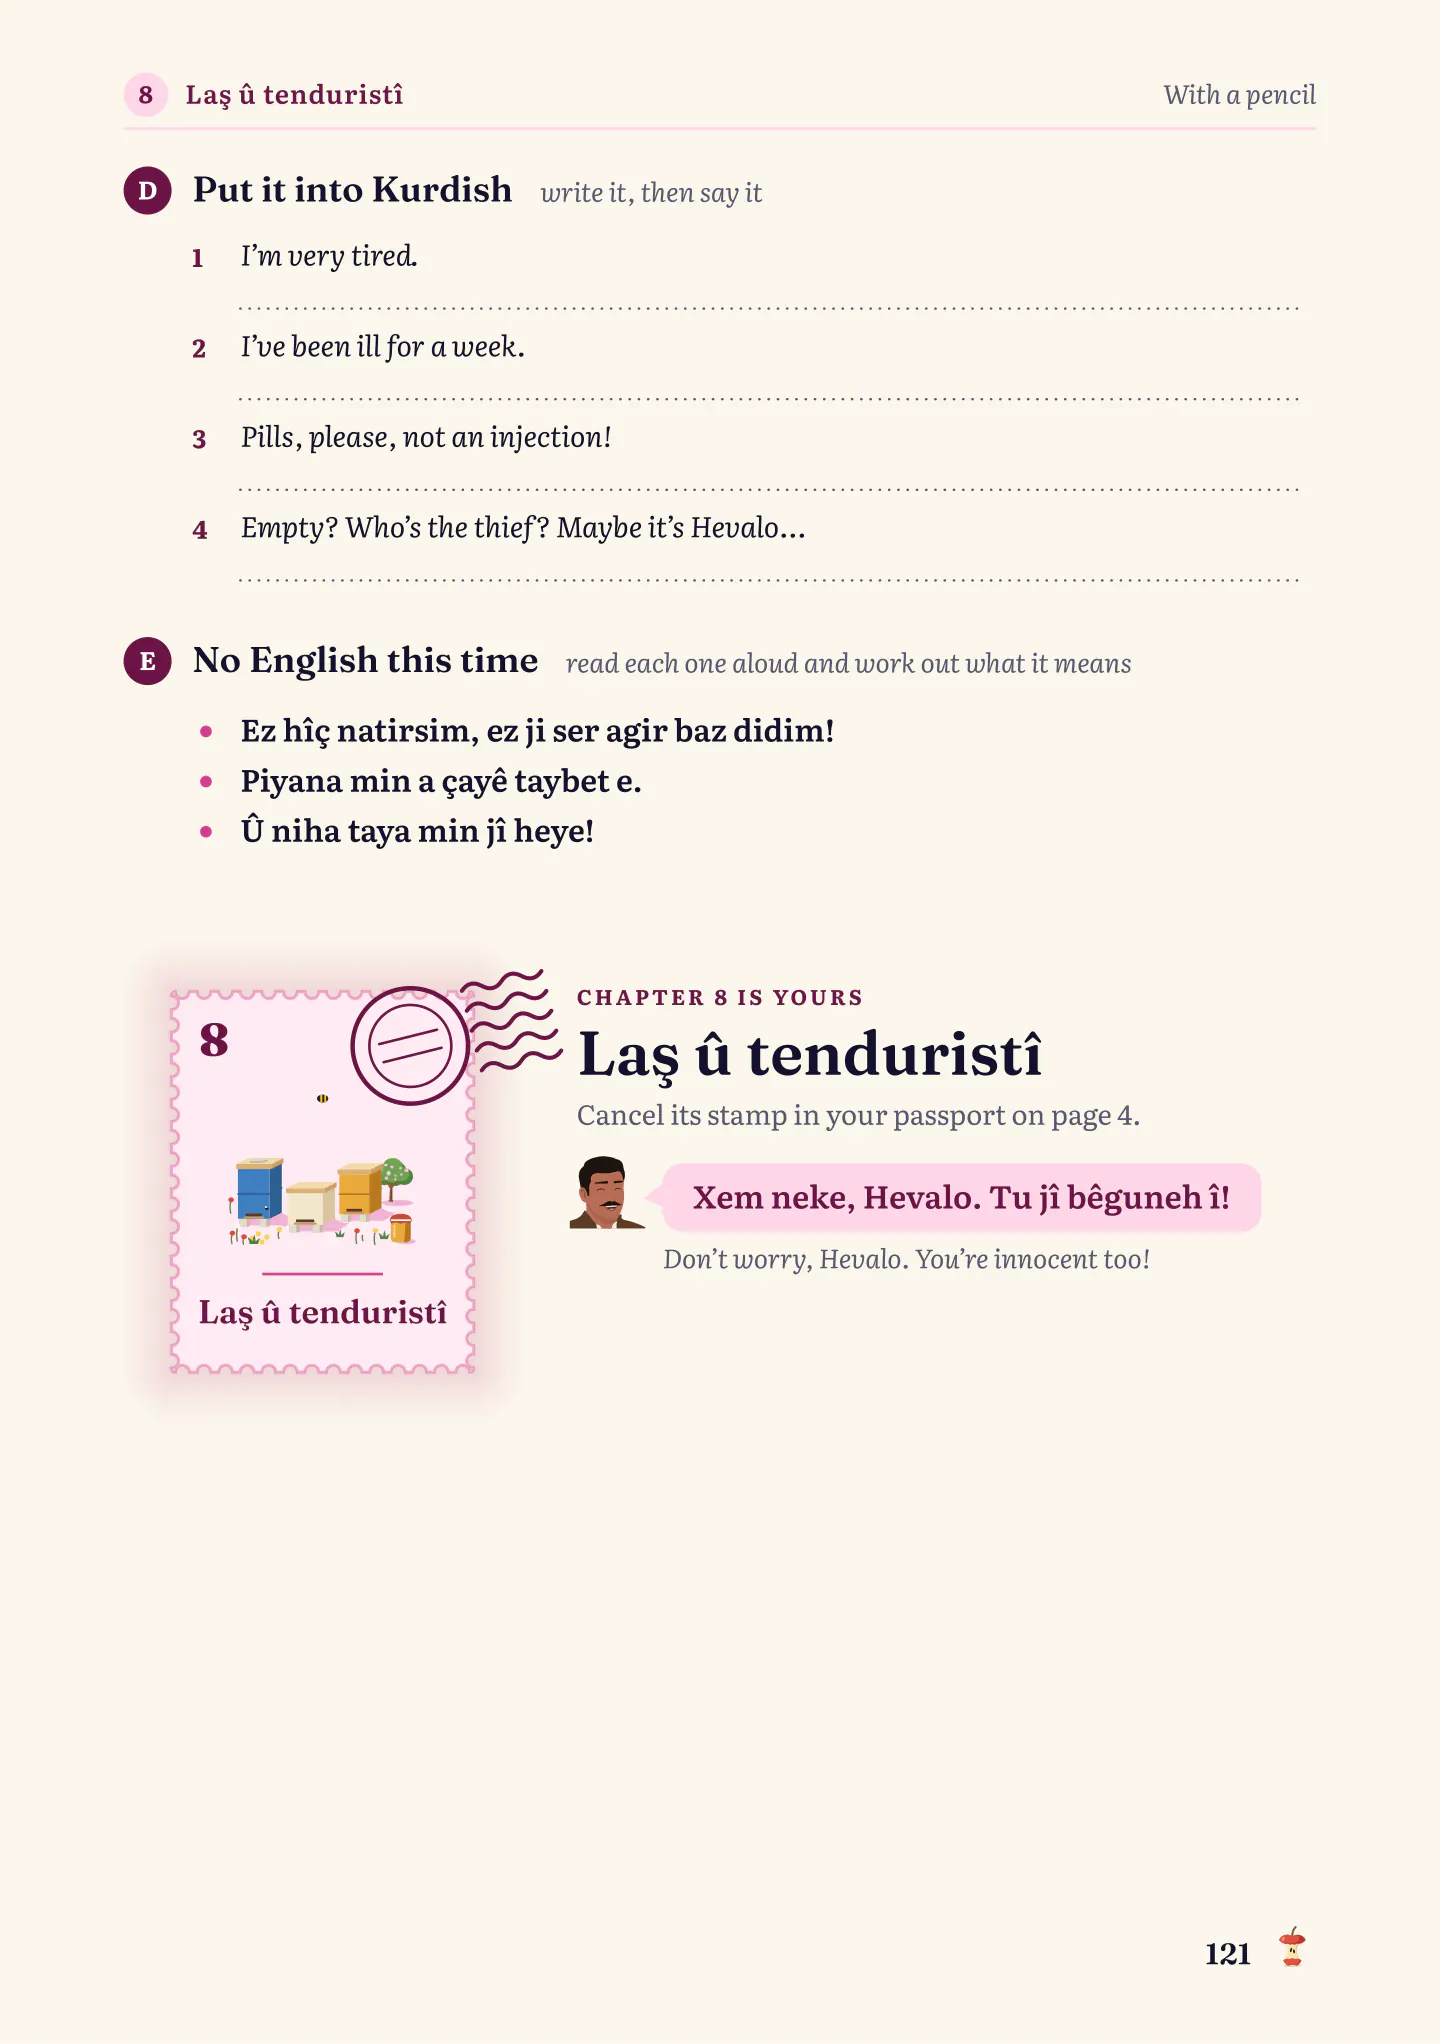 8 Laş û tenduristî With a pencil
D Put it into Kurdish write it, then say it
1 I’m very tired.
2 I’ve been ill for a week.
3 Pills, please, not an injection!
4 Empty? Who’s the thief? Maybe it’s Hevalo…
E No English this time read each one aloud and work out what it means
• Ez hîç natirsim, ez ji ser agir baz didim!
• Piyana min a çayê taybet e.
• Û niha taya min jî heye!
8
Laş û tenduristî
CHAPTER 8 IS YOURS
Laş û tenduristî
Cancel its stamp in your passport on page 4.
Xem neke, Hevalo. Tu jî bêguneh î!
Don’t worry, Hevalo. You’re innocent too!
121